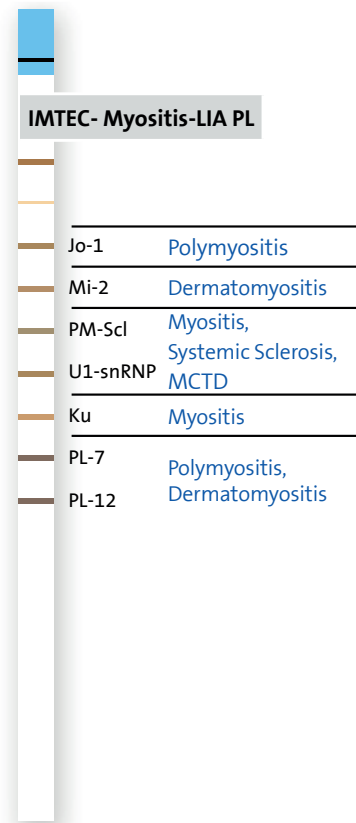 IMTEC- Myositis-LIA PL
Jo-1 Polymyositis
Mi-2 Dermatomyositis
PM-Scl Myositis,
Systemic Sclerosis,
U1-snRNP MCTD
Ku Myositis
PL-7 Polymyositis,
PL-12 Dermatomyositis